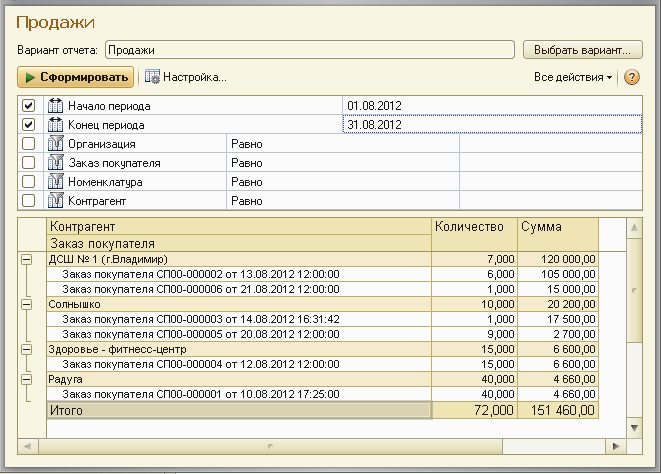 Продажи
Вариант отчета: Продажи Выбрать вариант...
Сформировать Настройка... Все действия ?
Начало периода 01.08.2012
Конец периода 31.08.2012
Организация Равно
Заказ покупателя Равно
Номенклатура Равно
Контрагент Равно
Контрагент Количество Сумма
Заказ покупателя
ДСШ № 1 (г.Владимир) 7,000 120 000,00
Заказ покупателя СП00-000002 от 13.08.2012 12:00:00 6,000 105 000,00
Заказ покупателя СП00-000006 от 21.08.2012 12:00:00 1,000 15 000,00
Солнышко 10,000 20 200,00
Заказ покупателя СП00-000003 от 14.08.2012 16:31:42 1,000 17 500,00
Заказ покупателя СП00-000005 от 20.08.2012 12:00:00 9,000 2 700,00
Здоровье - фитнесс-центр 15,000 6 600,00
Заказ покупателя СП00-000004 от 12.08.2012 12:00:00 15,000 6 600,00
Радуга 40,000 4 660,00
Заказ покупателя СП00-000001 от 10.08.2012 17:25:00 40,000 4 660,00
Итого 72,000 151 460,00